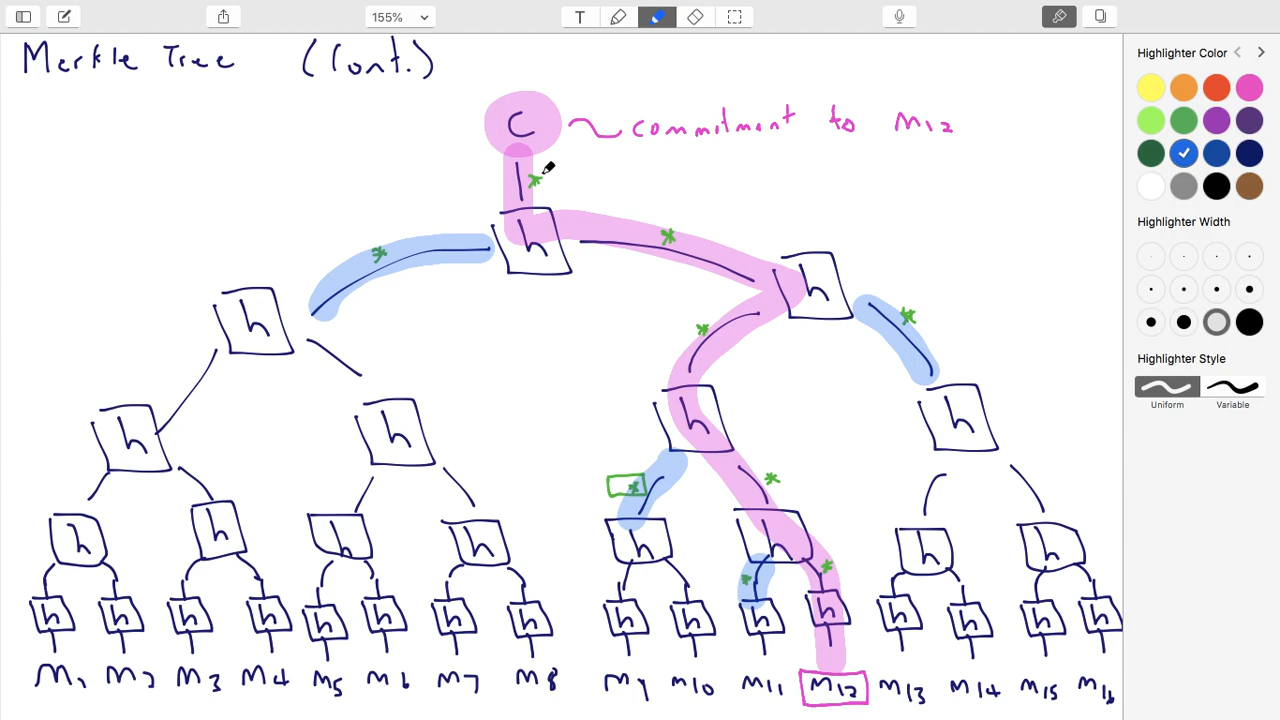 155%
T
Merkle Tree (Cont.)
C
commitment to m12
h
h h
h h h h
h h h h h h h h
h h h h h h h h h h h h h h h h
M1 M2 M3 M4 M5 M6 M7 M8 M9 M10 M11 M12 M13 M14 M15 M16
Highlighter Color
Highlighter Width
Highlighter Style
Uniform Variable